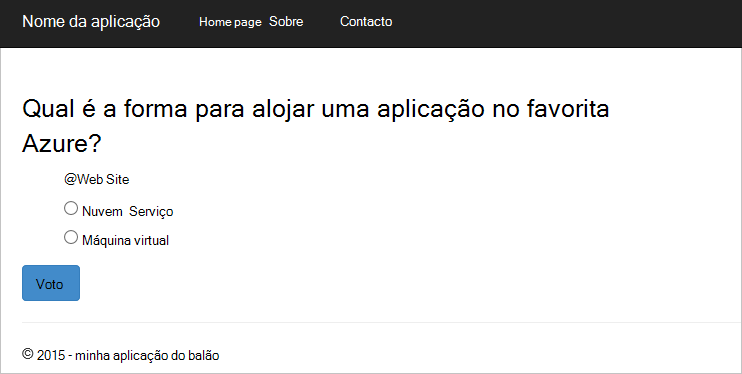 Nome da aplicação Home page Sobre Contacto
Qual é a forma para alojar uma aplicação no favorita
Azure?
@Web Site
Nuvem Serviço
Máquina virtual
Voto
© 2015 - minha aplicação do balão